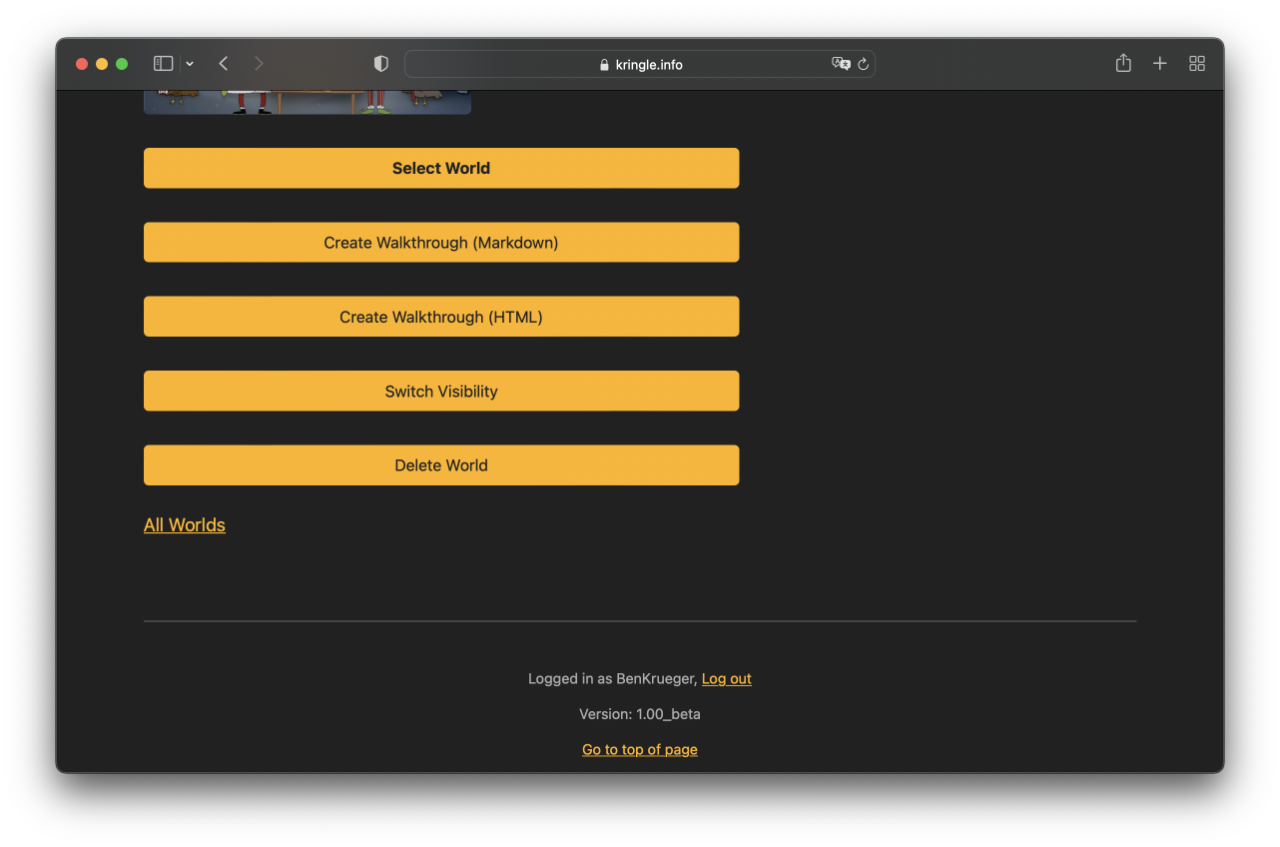 kringle.info
Select World
Create Walkthrough (Markdown)
Create Walkthrough (HTML)
Switch Visibility
Delete World
All Worlds
Logged in as BenKrueger, Log out
Version: 1.00_beta
Go to top of page